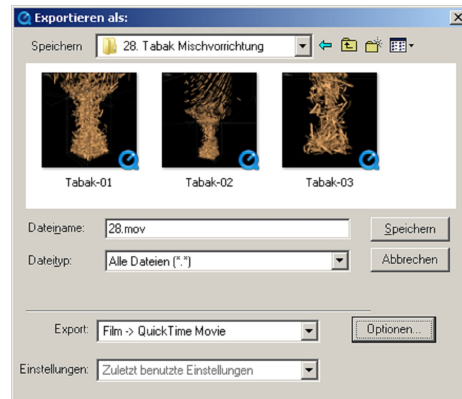 Exportieren als:
Speichern 28. Tabak Mischvorrichtung
Tabak-01 Tabak-02 Tabak-03
Dateiname: 28.mov Speichern
Dateityp: Alle Dateien (*.*) Abbrechen
Export: Film -> QuickTime Movie Optionen...
Einstellungen: Zuletzt benutzte Einstellungen